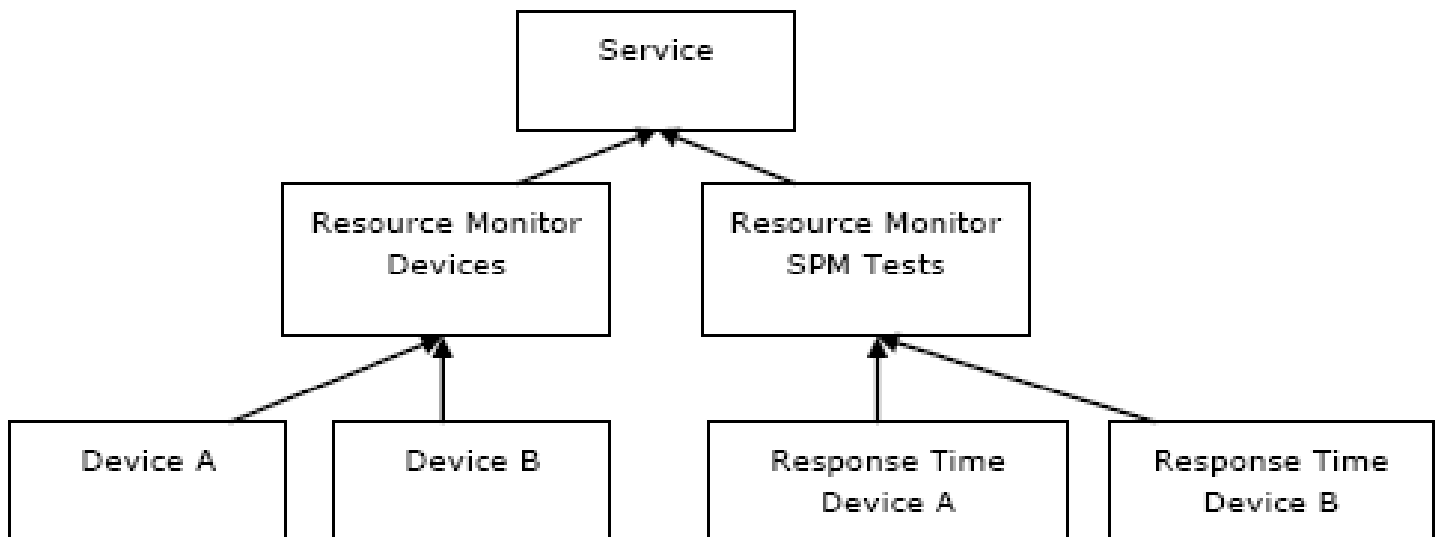 Service
Resource Monitor
Devices
Resource Monitor
SPM Tests
Device A
Device B
Response Time
Device A
Response Time
Device B